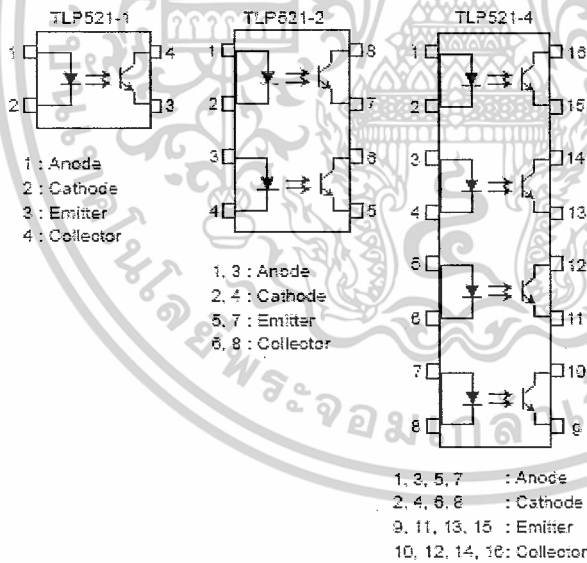 TLP521-1
1
4
2
3
1 : Anode
2 : Cathode
3 : Emitter
4 : Collector
TLP521-2
1
8
2
7
3
6
4
5
1, 3 : Anode
2, 4 : Cathode
5, 7 : Emitter
6, 8 : Collector
TLP521-4
1
16
2
15
3
14
4
13
5
12
6
11
7
10
8
9
1, 3, 5, 7 : Anode
2, 4, 6, 8 : Cathode
9, 11, 13, 15 : Emitter
10, 12, 14, 16 : Collector